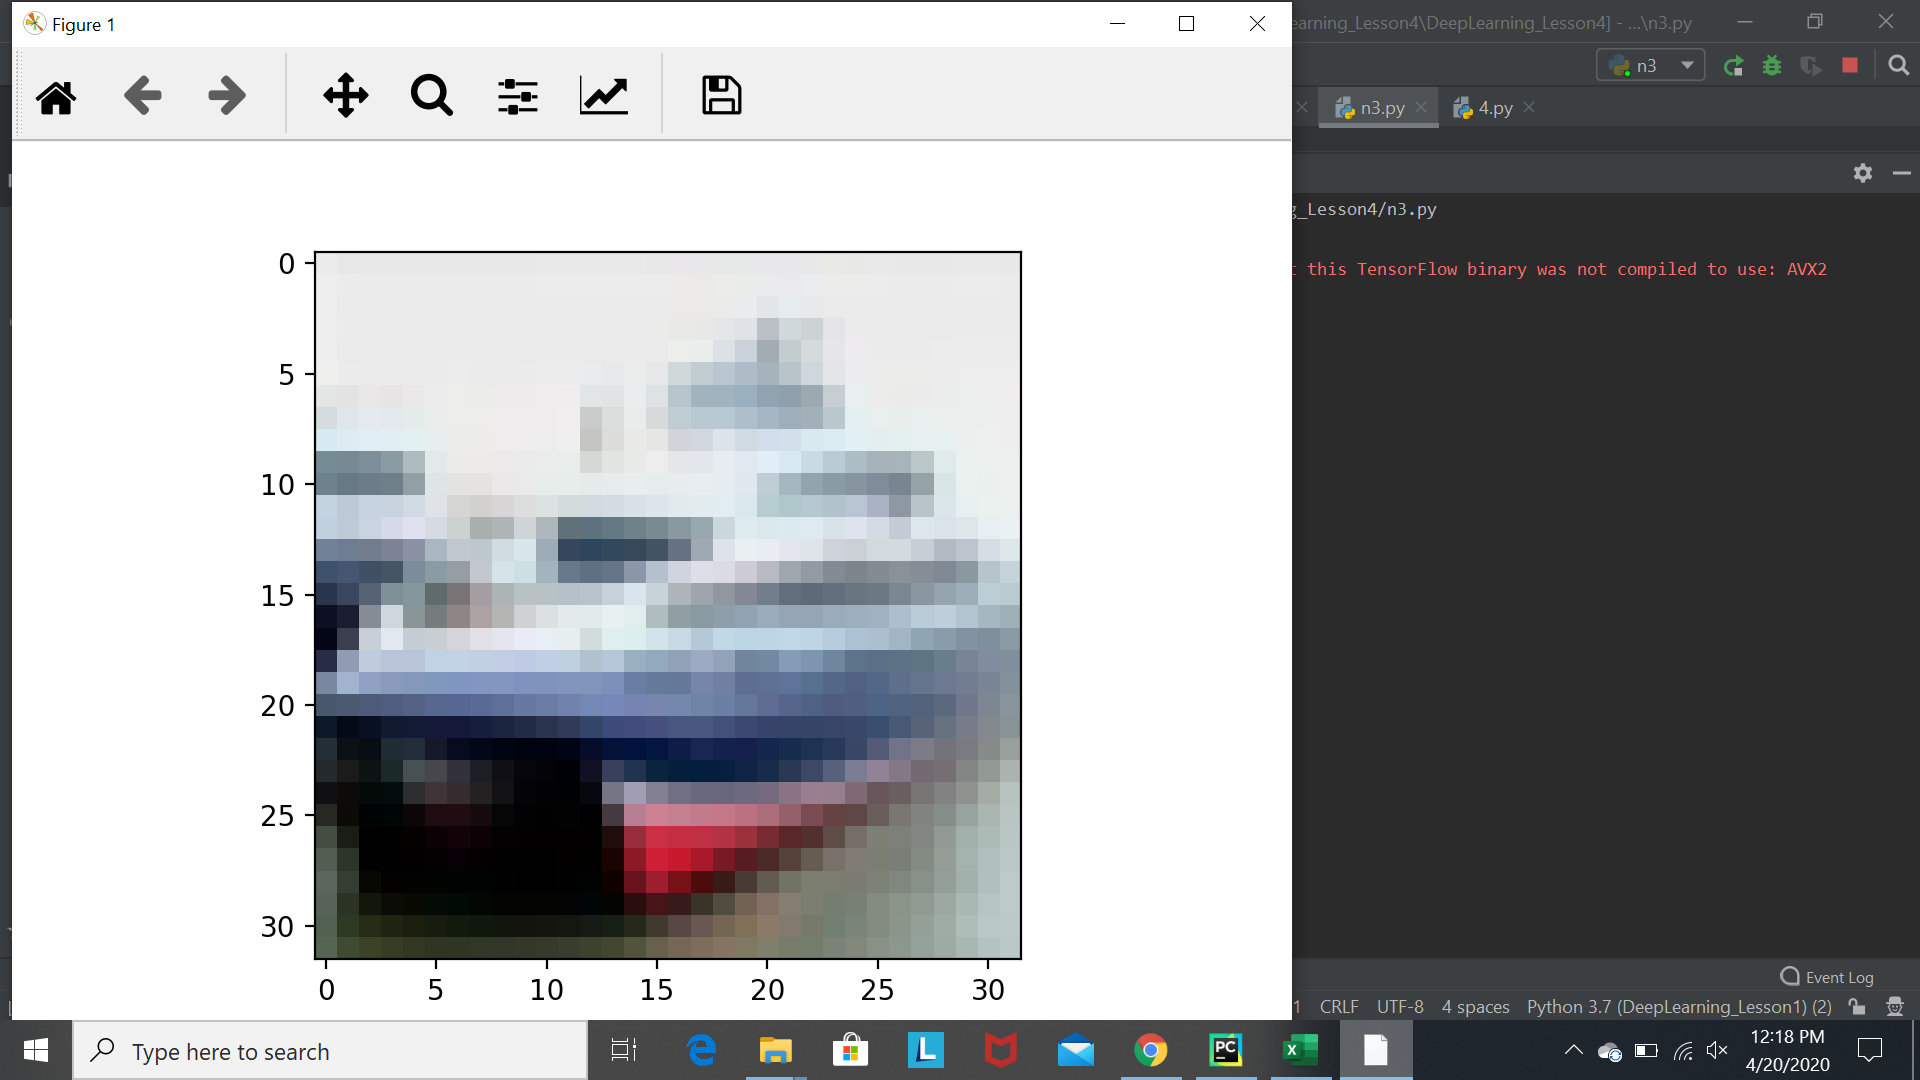 Figure 1
earning_Lesson4\DeepLearning_Lesson4] - ...\n3.py
n3
n3.py
4.py
_Lesson4/n3.py
this TensorFlow binary was not compiled to use: AVX2
0
5
10
15
20
25
30
0 5 10 15 20 25 30
Event Log
1 CRLF UTF-8 4 spaces Python 3.7 (DeepLearning_Lesson1) (2)
Type here to search
L
PC
X
12:18 PM
4/20/2020